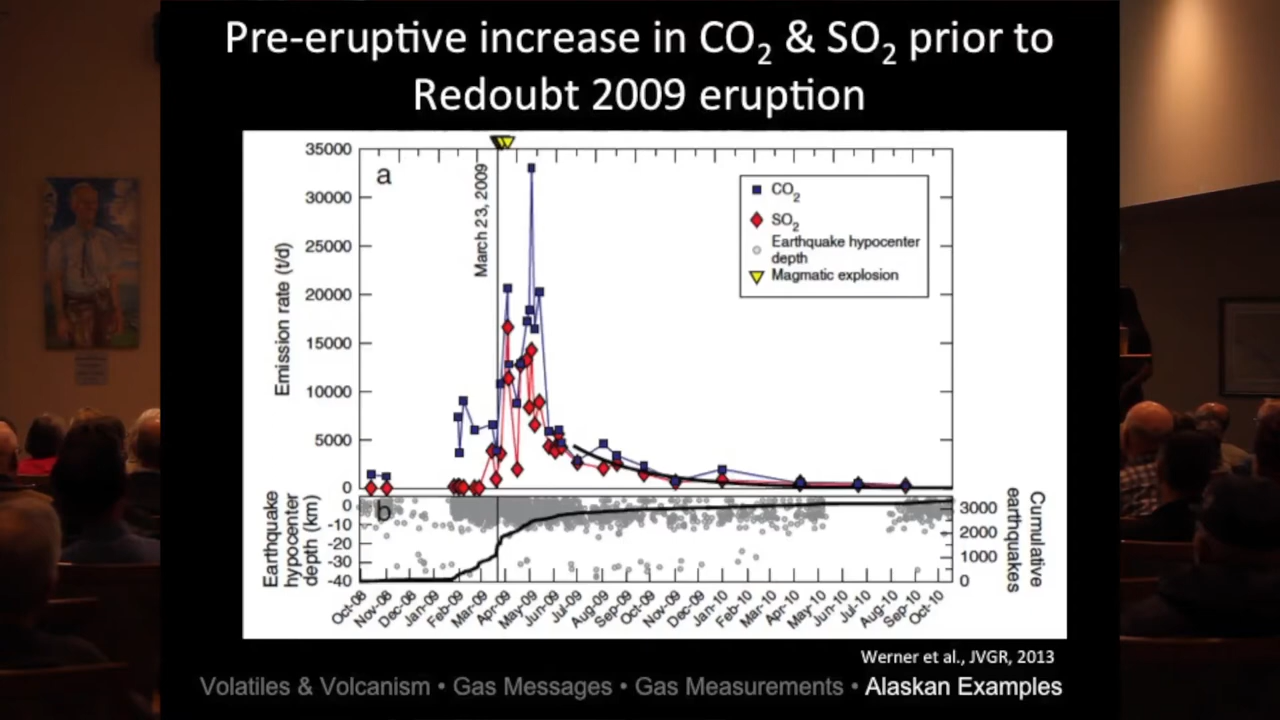 Pre-eruptive increase in CO2 & SO2 prior to
Redoubt 2009 eruption
a
March 23, 2009
CO2
SO2
Earthquake hypocenter
depth
Magmatic explosion
Emission rate (t/d)
35000
30000
25000
20000
15000
10000
5000
0
b
Earthquake
hypocenter
depth (km)
0
-10
-20
-30
-40
3000
2000
1000
0
Cumulative
earthquakes
Oct-08
Nov-08
Dec-08
Jan-09
Feb-09
Mar-09
Apr-09
May-09
Jun-09
Jul-09
Aug-09
Sep-09
Oct-09
Nov-09
Dec-09
Jan-10
Feb-10
Mar-10
Apr-10
May-10
Jun-10
Jul-10
Aug-10
Sep-10
Oct-10
Werner et al., JVGR, 2013
Volatiles & Volcanism • Gas Messages • Gas Measurements • Alaskan Examples